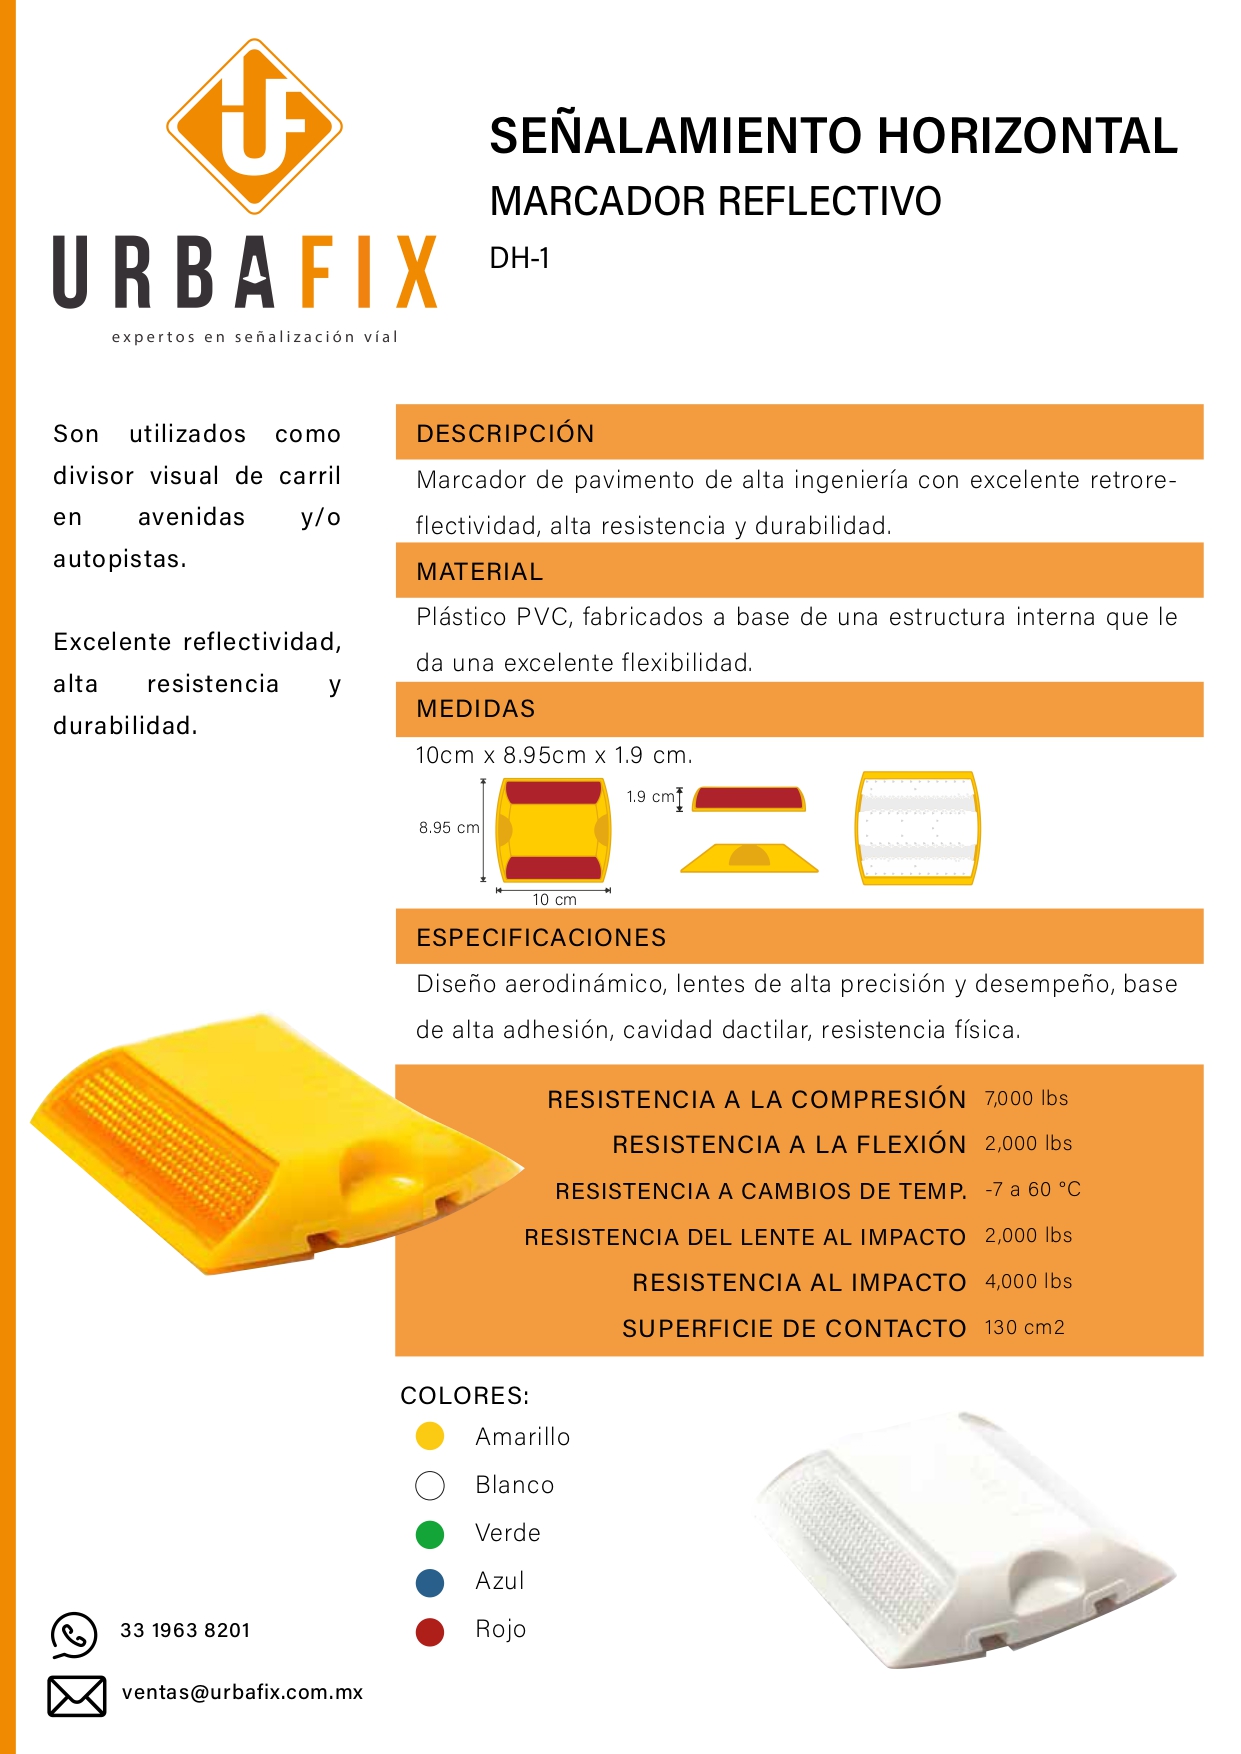 URBAFIX
expertos en señalización víal
SEÑALAMIENTO HORIZONTAL
MARCADOR REFLECTIVO
DH-1
Son utilizados como
divisor visual de carril
en avenidas y/o
autopistas.
Excelente reflectividad,
alta resistencia y
durabilidad.
DESCRIPCIÓN
Marcador de pavimento de alta ingeniería con excelente retrore-
flectividad, alta resistencia y durabilidad.
MATERIAL
Plástico PVC, fabricados a base de una estructura interna que le
da una excelente flexibilidad.
MEDIDAS
10cm x 8.95cm x 1.9 cm.
8.95 cm
10 cm
1.9 cm
ESPECIFICACIONES
Diseño aerodinámico, lentes de alta precisión y desempeño, base
de alta adhesión, cavidad dactilar, resistencia física.
RESISTENCIA A LA COMPRESIÓN 7,000 lbs
RESISTENCIA A LA FLEXIÓN 2,000 lbs
RESISTENCIA A CAMBIOS DE TEMP. -7 a 60 °C
RESISTENCIA DEL LENTE AL IMPACTO 2,000 lbs
RESISTENCIA AL IMPACTO 4,000 lbs
SUPERFICIE DE CONTACTO 130 cm2
COLORES:
Amarillo
Blanco
Verde
Azul
Rojo
33 1963 8201
ventas@urbafix.com.mx